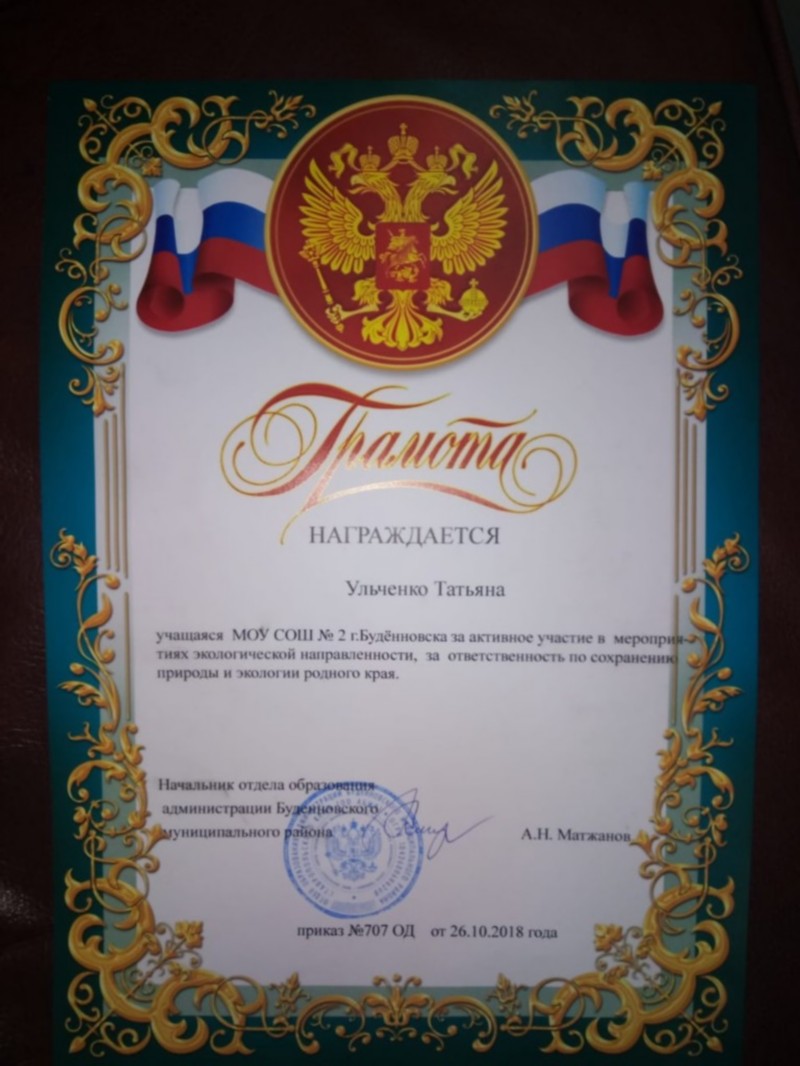 Грамота
НАГРАЖДАЕТСЯ
Ульченко Татьяна
учащаяся МОУ СОШ № 2 г.Будённовска за активное участие в мероприя-
тиях экологической направленности, за ответственность по сохранению
природы и экологии родного края.
Начальник отдела образования
администрации Будённовского
муниципального района
А.Н. Матжанов
приказ №707 ОД от 26.10.2018 года